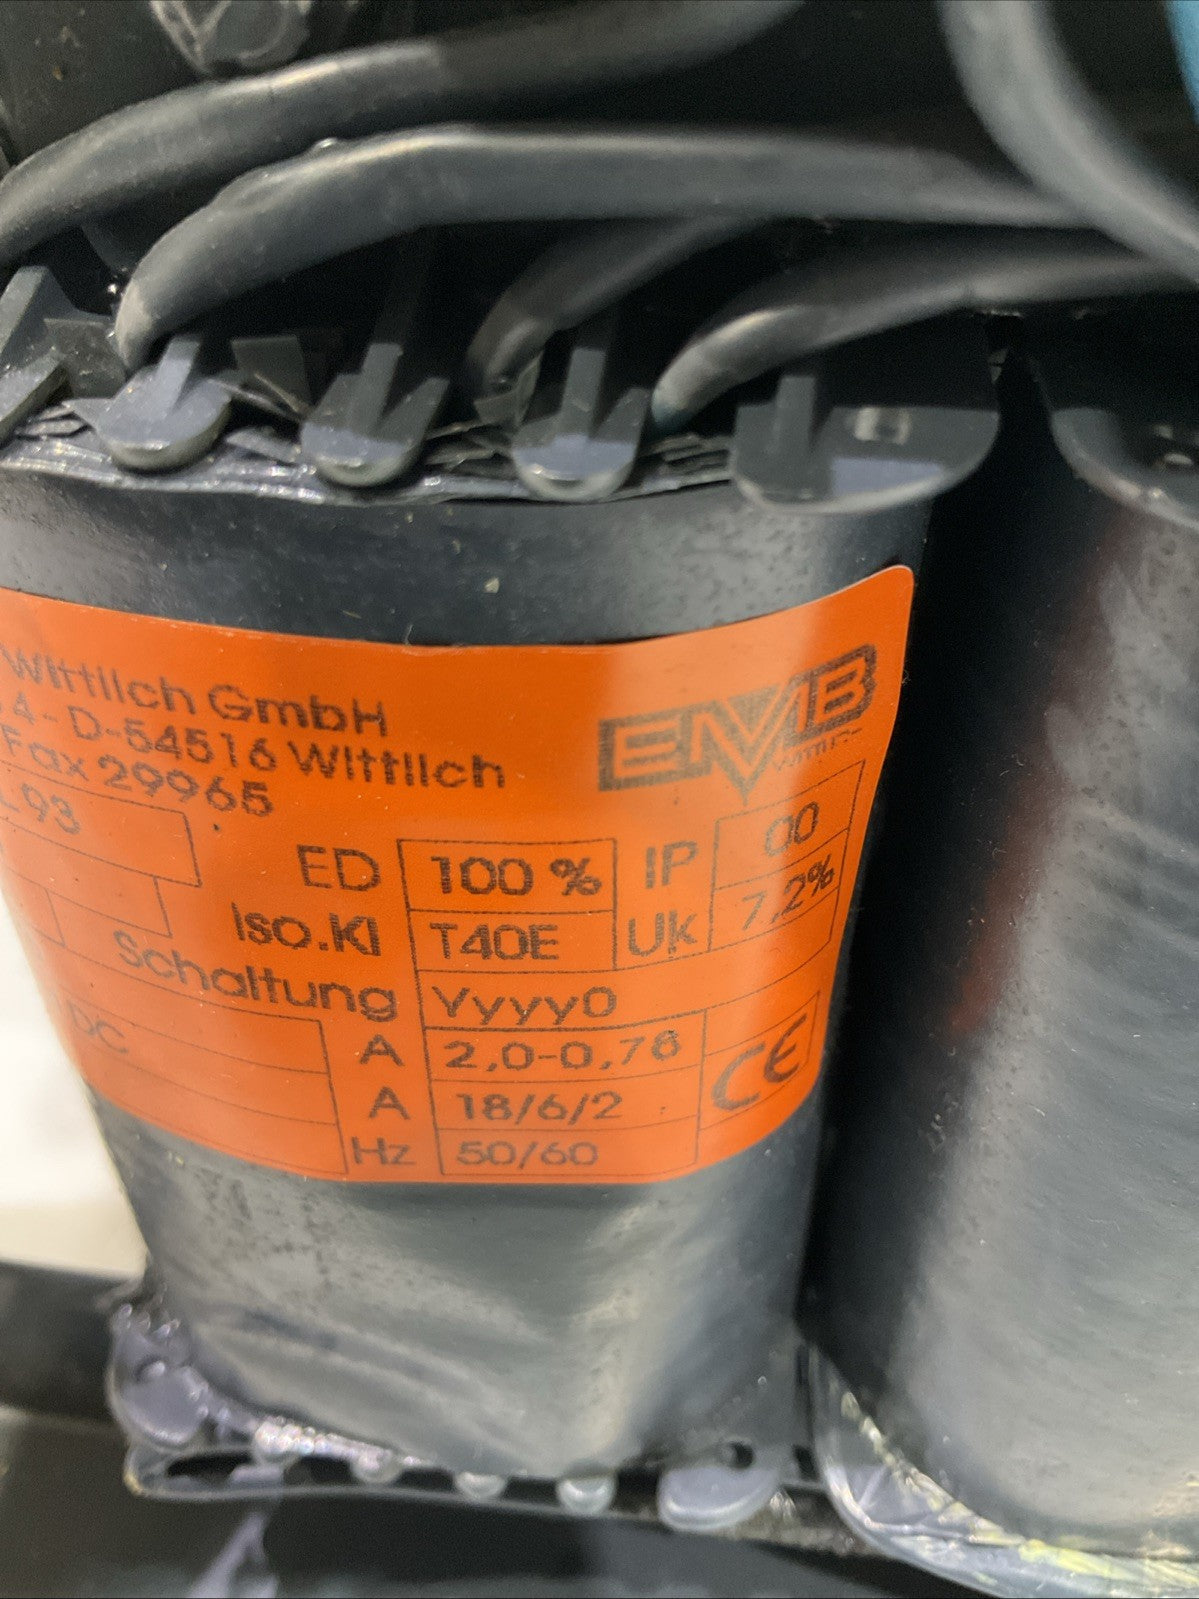 Wittlich GmbH
4-D-54516 Wittlich
Fax 29965
L93
EMB
ED 100 % IP 00
Iso.Kl T40E Uk 7,2%
Schaltung Yyyy0
DC A 2,0-0,78
A 18/6/2 CE
Hz 50/60